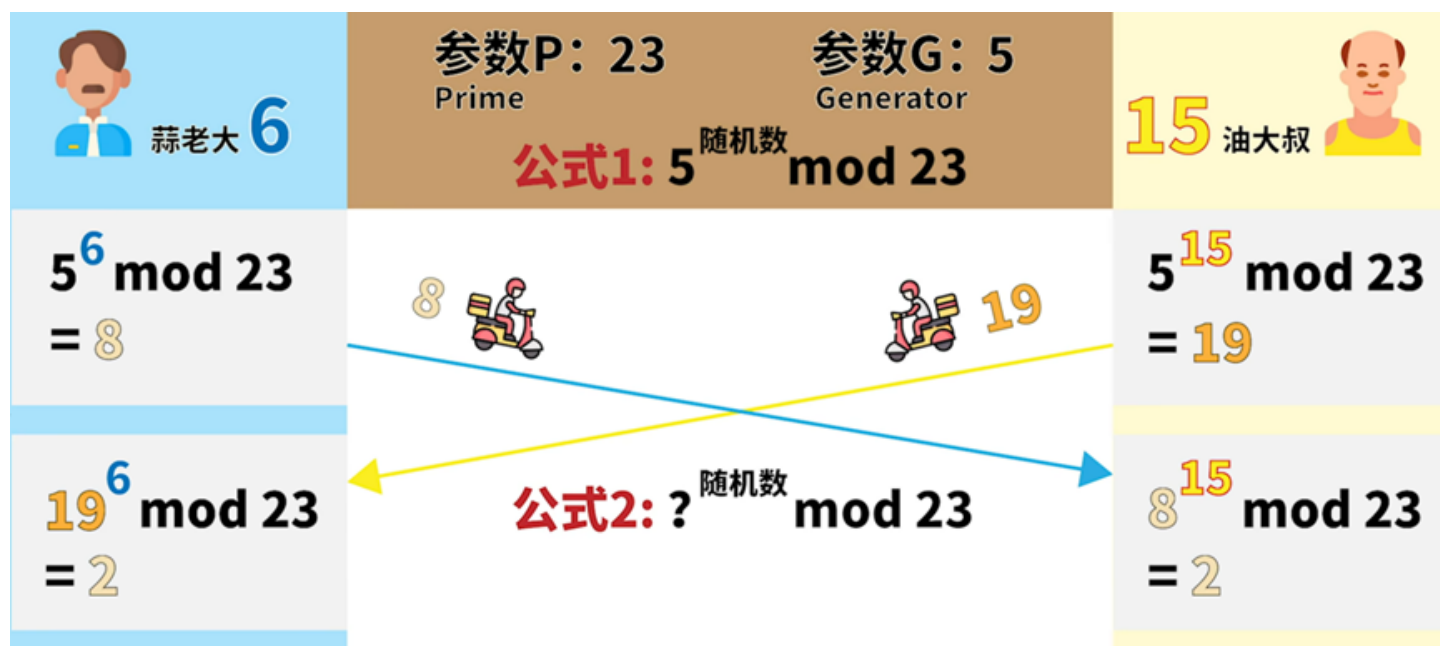 蒜老大 6
参数P：23
Prime
参数G：5
Generator
公式1: 5随机数 mod 23
15 油大叔
5⁶ mod 23
= 8
8
19
5¹⁵ mod 23
= 19
19⁶ mod 23
= 2
公式2: ?随机数 mod 23
8¹⁵ mod 23
= 2